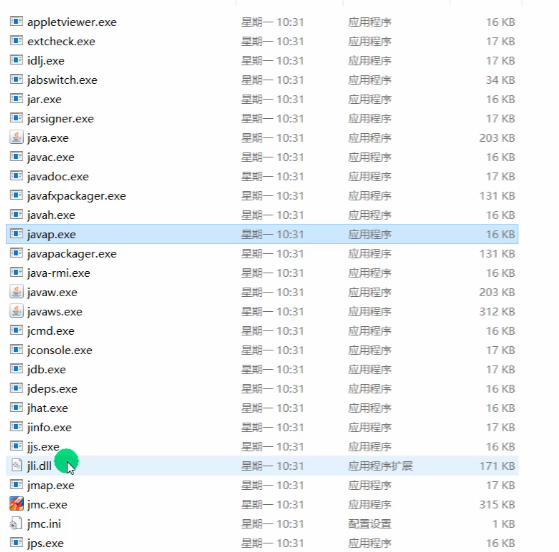 appletviewer.exe 星期一 10:31 应用程序 16 KB
extcheck.exe 星期一 10:31 应用程序 17 KB
idlj.exe 星期一 10:31 应用程序 17 KB
jabswitch.exe 星期一 10:31 应用程序 34 KB
jar.exe 星期一 10:31 应用程序 16 KB
jarsigner.exe 星期一 10:31 应用程序 17 KB
java.exe 星期一 10:31 应用程序 203 KB
javac.exe 星期一 10:31 应用程序 16 KB
javadoc.exe 星期一 10:31 应用程序 17 KB
javafxpackager.exe 星期一 10:31 应用程序 131 KB
javah.exe 星期一 10:31 应用程序 16 KB
javap.exe 星期一 10:31 应用程序 16 KB
javapackager.exe 星期一 10:31 应用程序 131 KB
java-rmi.exe 星期一 10:31 应用程序 16 KB
javaw.exe 星期一 10:31 应用程序 203 KB
javaws.exe 星期一 10:31 应用程序 312 KB
jcmd.exe 星期一 10:31 应用程序 16 KB
jconsole.exe 星期一 10:31 应用程序 17 KB
jdb.exe 星期一 10:31 应用程序 17 KB
jdeps.exe 星期一 10:31 应用程序 16 KB
jhat.exe 星期一 10:31 应用程序 16 KB
jinfo.exe 星期一 10:31 应用程序 17 KB
jjs.exe 星期一 10:31 应用程序 16 KB
jli.dll 星期一 10:31 应用程序扩展 171 KB
jmap.exe 星期一 10:31 应用程序 17 KB
jmc.exe 星期一 10:31 应用程序 315 KB
jmc.ini 星期一 10:31 配置设置 1 KB
jps.exe 星期一 10:31 应用程序 16 KB